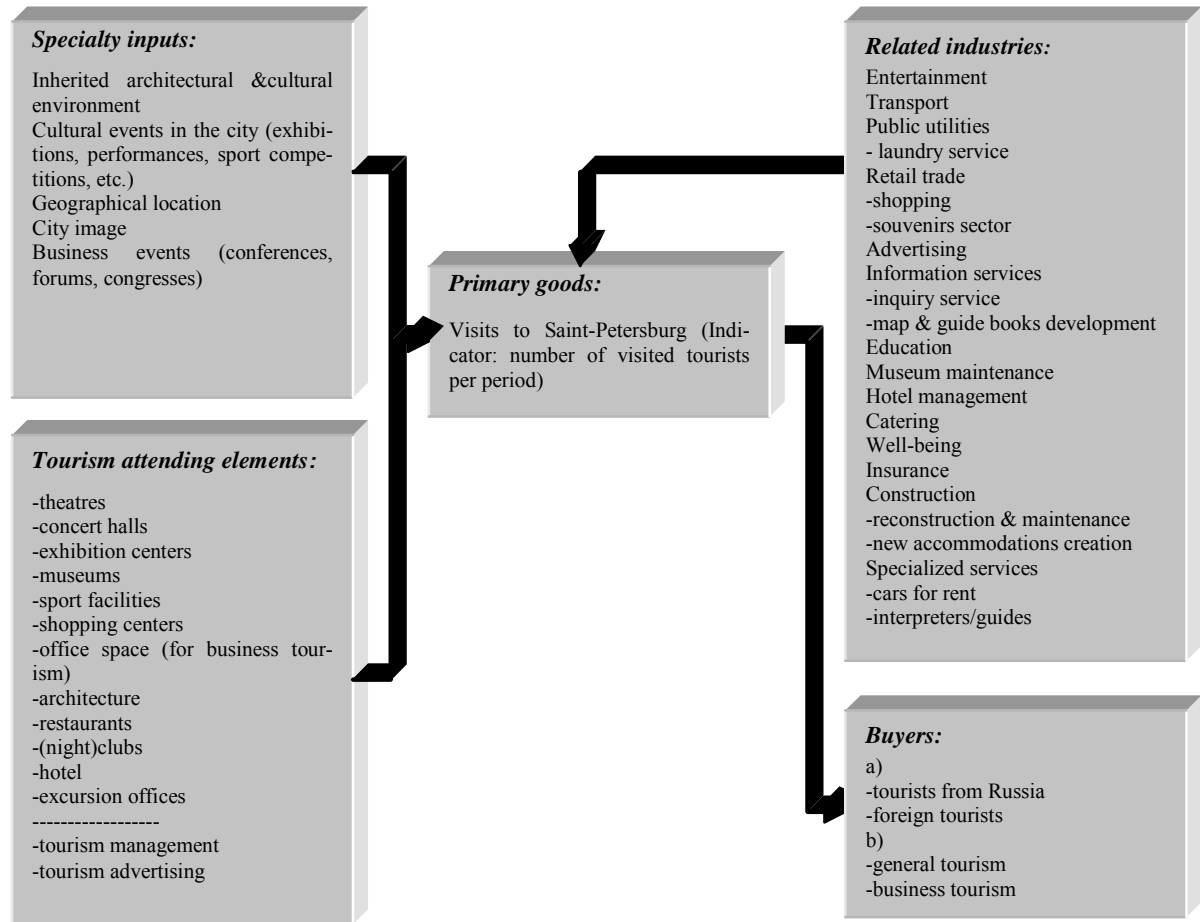 Specialty inputs:
Inherited architectural &cultural
environment
Cultural events in the city (exhibi-
tions, performances, sport compe-
titions, etc.)
Geographical location
City image
Business events (conferences,
forums, congresses)
Tourism attending elements:
-theatres
-concert halls
-exhibition centers
-museums
-sport facilities
-shopping centers
-office space (for business tour-
ism)
-architecture
-restaurants
-(night)clubs
-hotel
-excursion offices
------------------
-tourism management
-tourism advertising
Primary goods:
Visits to Saint-Petersburg (Indi-
cator: number of visited tourists
per period)
Related industries:
Entertainment
Transport
Public utilities
- laundry service
Retail trade
-shopping
-souvenirs sector
Advertising
Information services
-inquiry service
-map & guide books development
Education
Museum maintenance
Hotel management
Catering
Well-being
Insurance
Construction
-reconstruction & maintenance
-new accommodations creation
Specialized services
-cars for rent
-interpreters/guides
Buyers:
a)
-tourists from Russia
-foreign tourists
b)
-general tourism
-business tourism